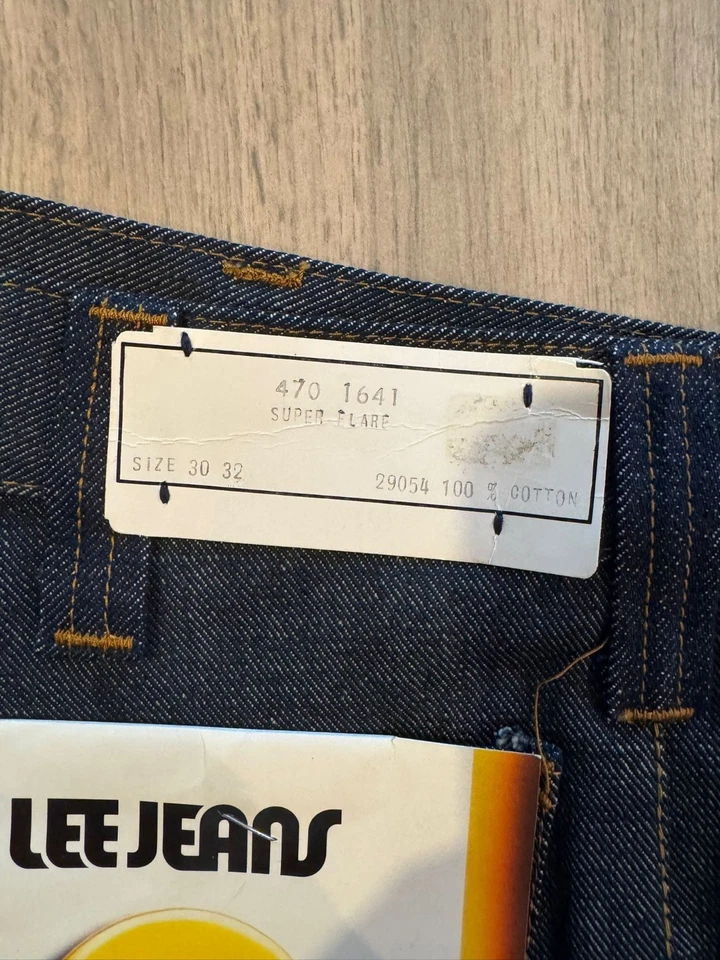 470 1641
SUPER FLARE
SIZE 30 32
29054 100 % COTTON
LEE JEANS